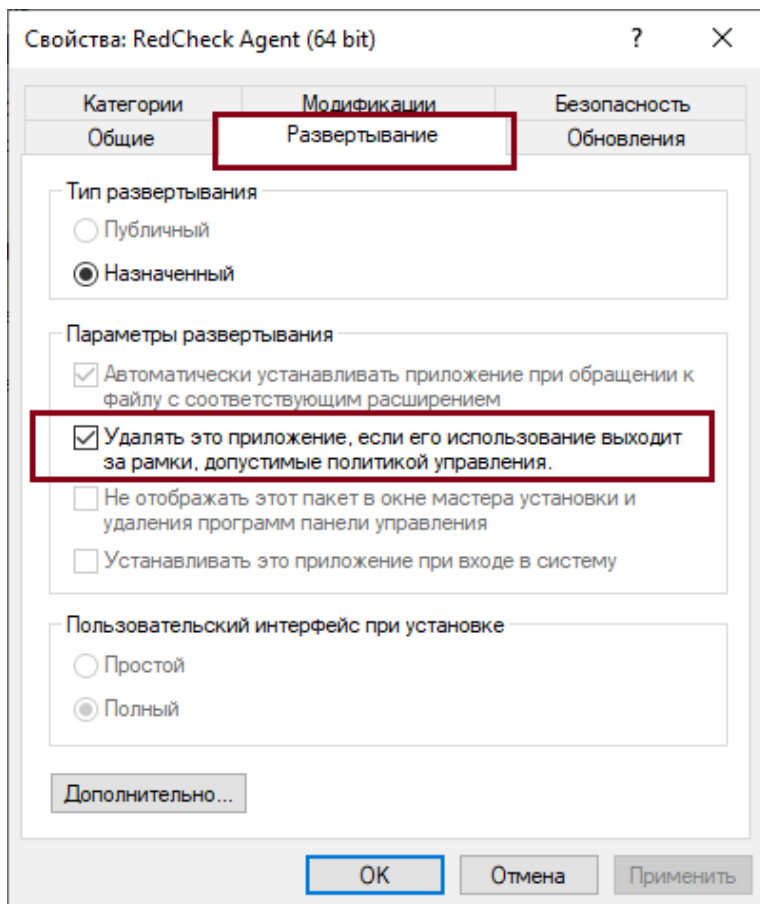 Свойства: RedCheck Agent (64 bit)
?
Категории
Модификации
Безопасность
Общие
Развертывание
Обновления
Тип развертывания
Публичный
Назначенный
Параметры развертывания
Автоматически устанавливать приложение при обращении к
файлу с соответствующим расширением
Удалять это приложение, если его использование выходит
за рамки, допустимые политикой управления.
Не отображать этот пакет в окне мастера установки и
удаления программ панели управления
Устанавливать это приложение при входе в систему
Пользовательский интерфейс при установке
Простой
Полный
Дополнительно...
OK
Отмена
Применить